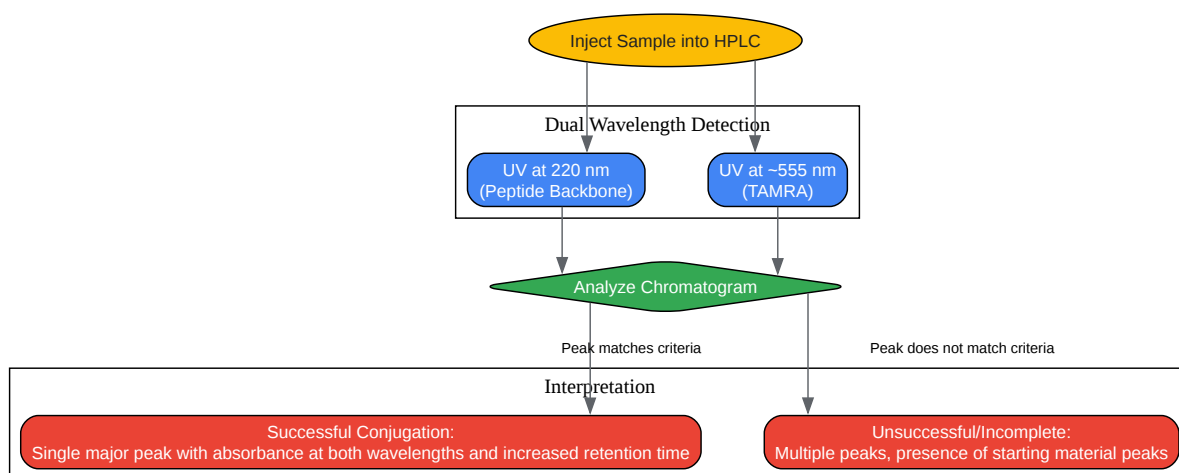 Inject Sample into HPLC
Dual Wavelength Detection
UV at 220 nm
(Peptide Backbone)
UV at ~555 nm
(TAMRA)
Analyze Chromatogram
Peak matches criteria
Peak does not match criteria
Interpretation
Successful Conjugation:
Single major peak with absorbance at both wavelengths and increased retention time
Unsuccessful/Incomplete:
Multiple peaks, presence of starting material peaks